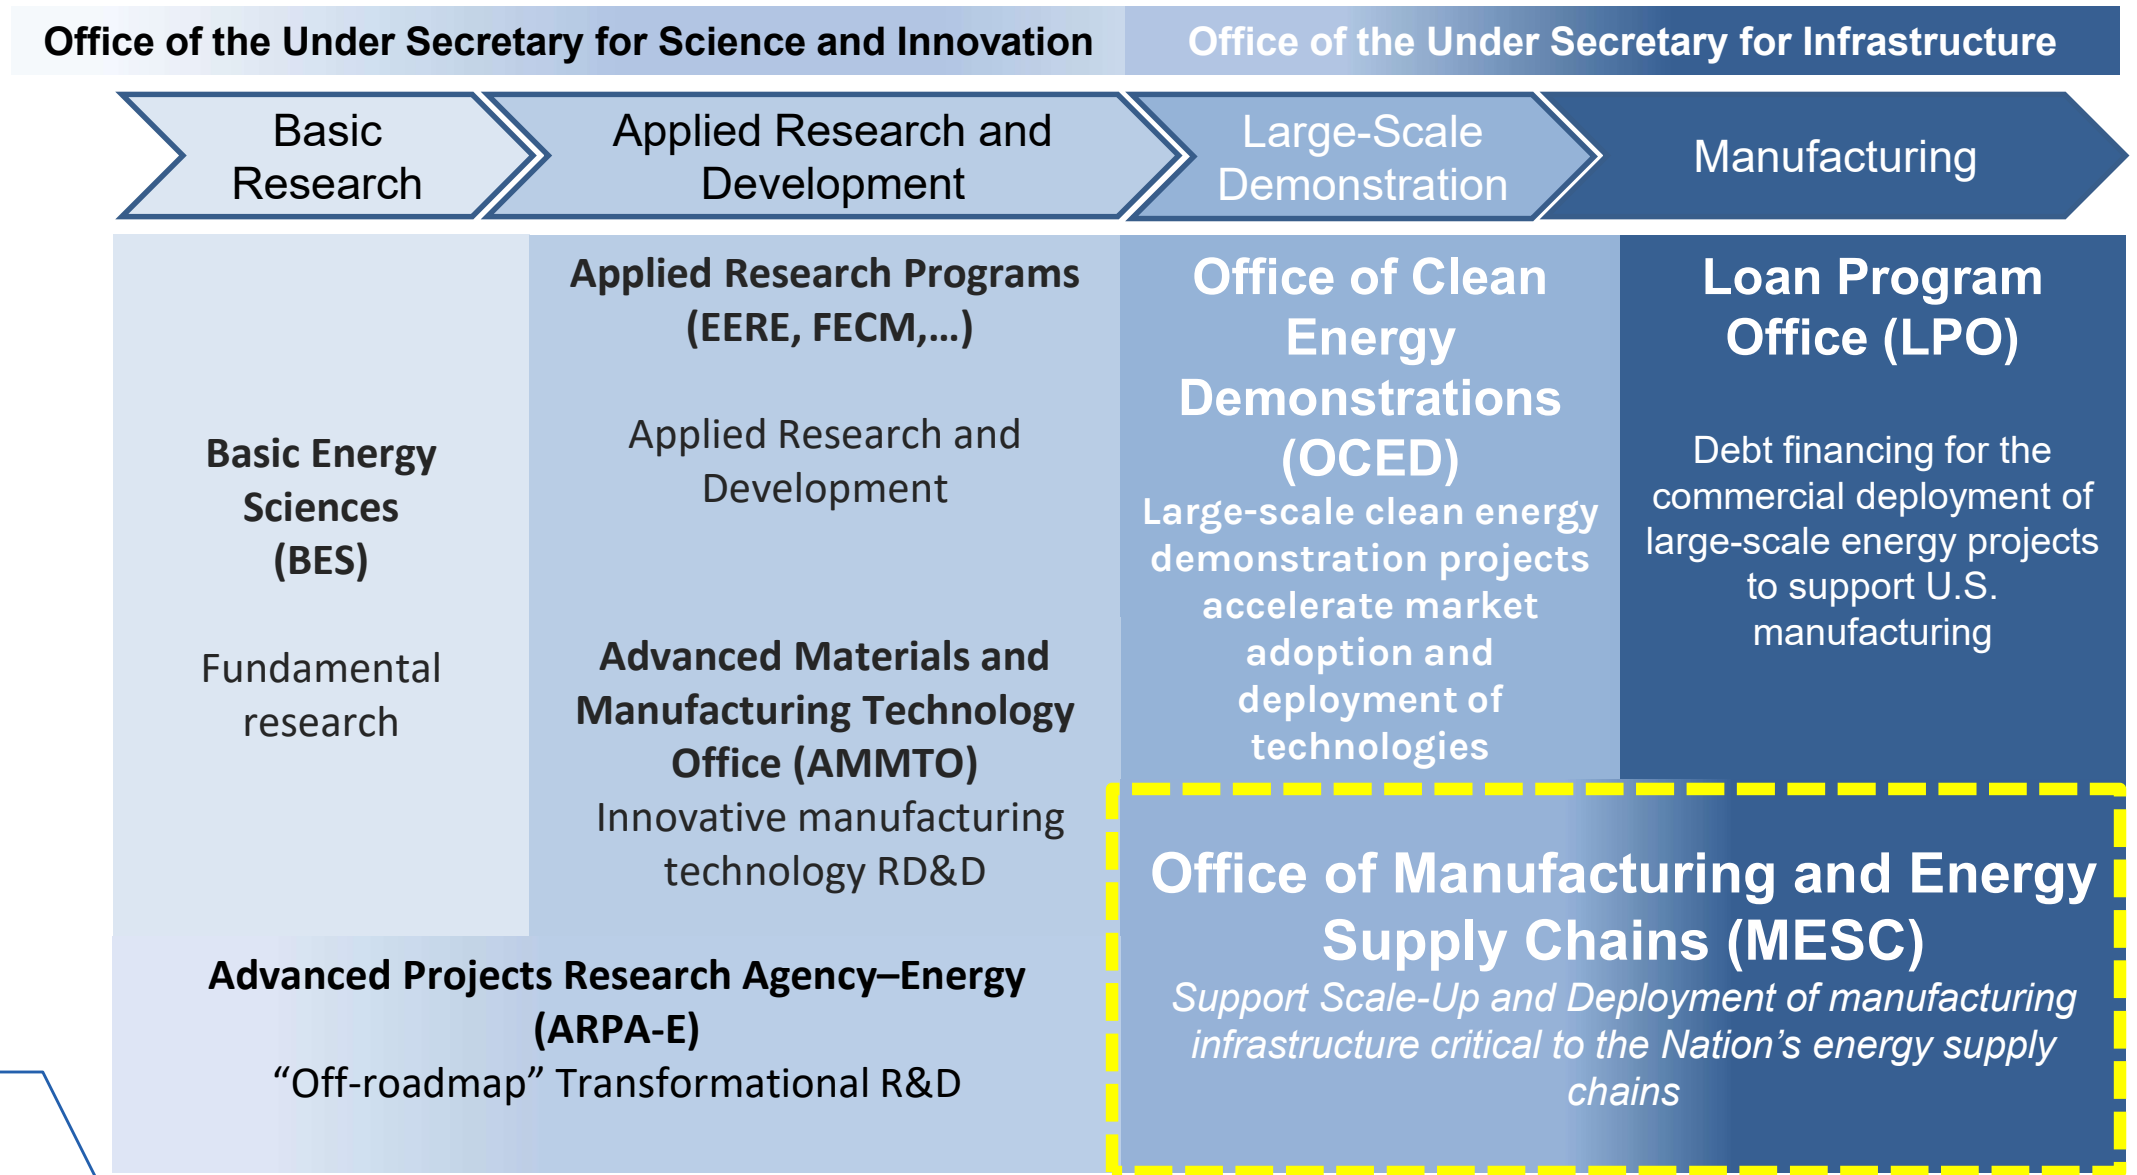 Office of the Under Secretary for Science and Innovation
Office of the Under Secretary for Infrastructure
Basic
Research
Applied Research and
Development
Large-Scale
Demonstration
Manufacturing
Basic Energy
Sciences
(BES)
Fundamental
research
Applied Research Programs
(EERE, FECM,...)
Applied Research and
Development
Advanced Materials and
Manufacturing Technology
Office (AMMTO)
Innovative manufacturing
technology RD&D
Advanced Projects Research Agency–Energy
(ARPA-E)
“Off-roadmap” Transformational R&D
Office of Clean
Energy
Demonstrations
(OCED)
Large-scale clean energy
demonstration projects
accelerate market
adoption and
deployment of
technologies
Loan Program
Office (LPO)
Debt financing for the
commercial deployment of
large-scale energy projects
to support U.S.
manufacturing
Office of Manufacturing and Energy
Supply Chains (MESC)
Support Scale-Up and Deployment of manufacturing
infrastructure critical to the Nation’s energy supply
chains